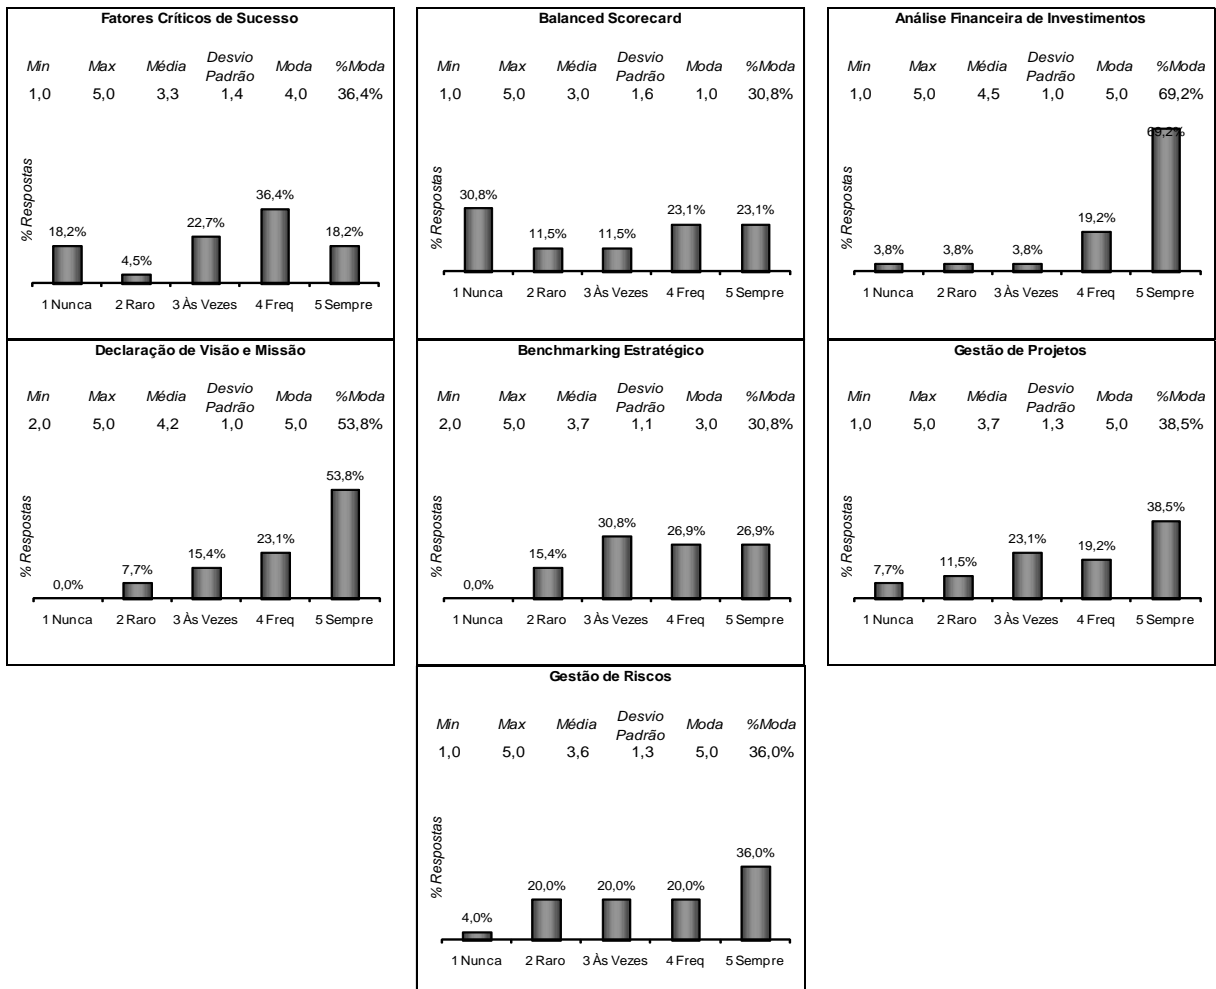 Fatores Críticos de Sucesso
Min Max Média Desvio Padrão Moda %Moda
1,0 5,0 3,3 1,4 4,0 36,4%
% Respostas
18,2% 4,5% 22,7% 36,4% 18,2%
1 Nunca 2 Raro 3 Às Vezes 4 Freq 5 Sempre
Balanced Scorecard
Min Max Média Desvio Padrão Moda %Moda
1,0 5,0 3,0 1,6 1,0 30,8%
% Respostas
30,8% 11,5% 11,5% 23,1% 23,1%
1 Nunca 2 Raro 3 Às Vezes 4 Freq 5 Sempre
Análise Financeira de Investimentos
Min Max Média Desvio Padrão Moda %Moda
1,0 5,0 4,5 1,0 5,0 69,2%
% Respostas
3,8% 3,8% 3,8% 19,2% 69,2%
1 Nunca 2 Raro 3 Às Vezes 4 Freq 5 Sempre
Declaração de Visão e Missão
Min Max Média Desvio Padrão Moda %Moda
2,0 5,0 4,2 1,0 5,0 53,8%
% Respostas
0,0% 7,7% 15,4% 23,1% 53,8%
1 Nunca 2 Raro 3 Às Vezes 4 Freq 5 Sempre
Benchmarking Estratégico
Min Max Média Desvio Padrão Moda %Moda
2,0 5,0 3,7 1,1 3,0 30,8%
% Respostas
0,0% 15,4% 30,8% 26,9% 26,9%
1 Nunca 2 Raro 3 Às Vezes 4 Freq 5 Sempre
Gestão de Projetos
Min Max Média Desvio Padrão Moda %Moda
1,0 5,0 3,7 1,3 5,0 38,5%
% Respostas
7,7% 11,5% 23,1% 19,2% 38,5%
1 Nunca 2 Raro 3 Às Vezes 4 Freq 5 Sempre
Gestão de Riscos
Min Max Média Desvio Padrão Moda %Moda
1,0 5,0 3,6 1,3 5,0 36,0%
% Respostas
4,0% 20,0% 20,0% 20,0% 36,0%
1 Nunca 2 Raro 3 Às Vezes 4 Freq 5 Sempre